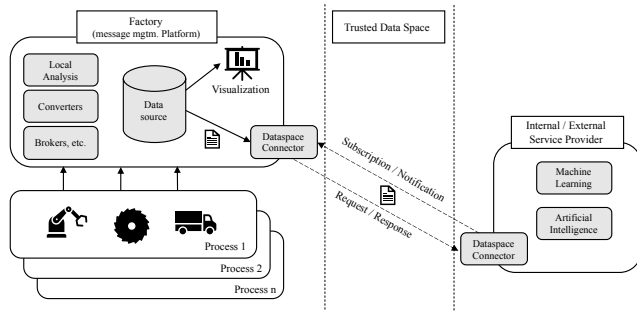 Factory
(message mgtm. Platform)
Trusted Data Space
Local
Analysis
Converters
Brokers, etc.
Data
source
Visualization
Dataspace
Connector
Internal / External
Service Provider
Machine
Learning
Artificial
Intelligence
Subscription / Notification
Request / Response
Dataspace
Connector
Process 1
Process 2
Process n